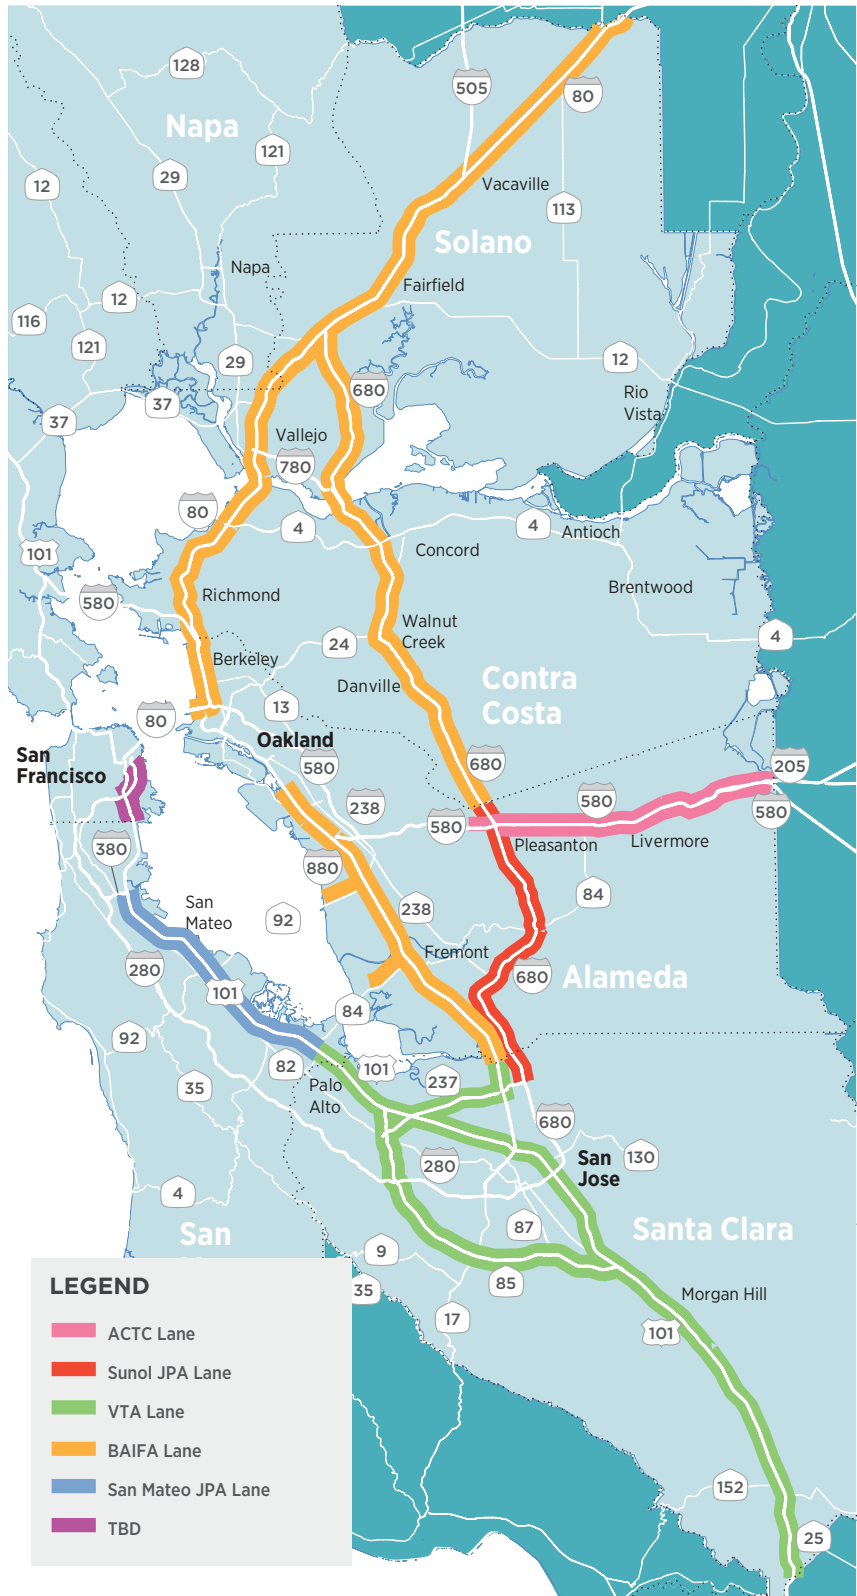 128
505
80
Napa
121
29
12
Vacaville
113
Solano
Napa
Fairfield
12
116
121
29
12
680
Rio
Vista
37
37
Vallejo
780
80
4
4
Antioch
101
Concord
580
Richmond
Brentwood
Walnut
Creek
24
4
Berkeley
Danville
Contra
Costa
13
80
Oakland
San
Francisco
580
680
205
238
580
580
580
Pleasanton
Livermore
380
880
84
San
Mateo
92
238
Fremont
280
680
Alameda
101
84
92
82
101
237
35
Palo
Alto
680
280
San
Jose
130
4
San
87
Santa Clara
9
85
35
Morgan Hill
17
101
152
25
LEGEND
ACTC Lane
Sunol JPA Lane
VTA Lane
BAIFA Lane
San Mateo JPA Lane
TBD